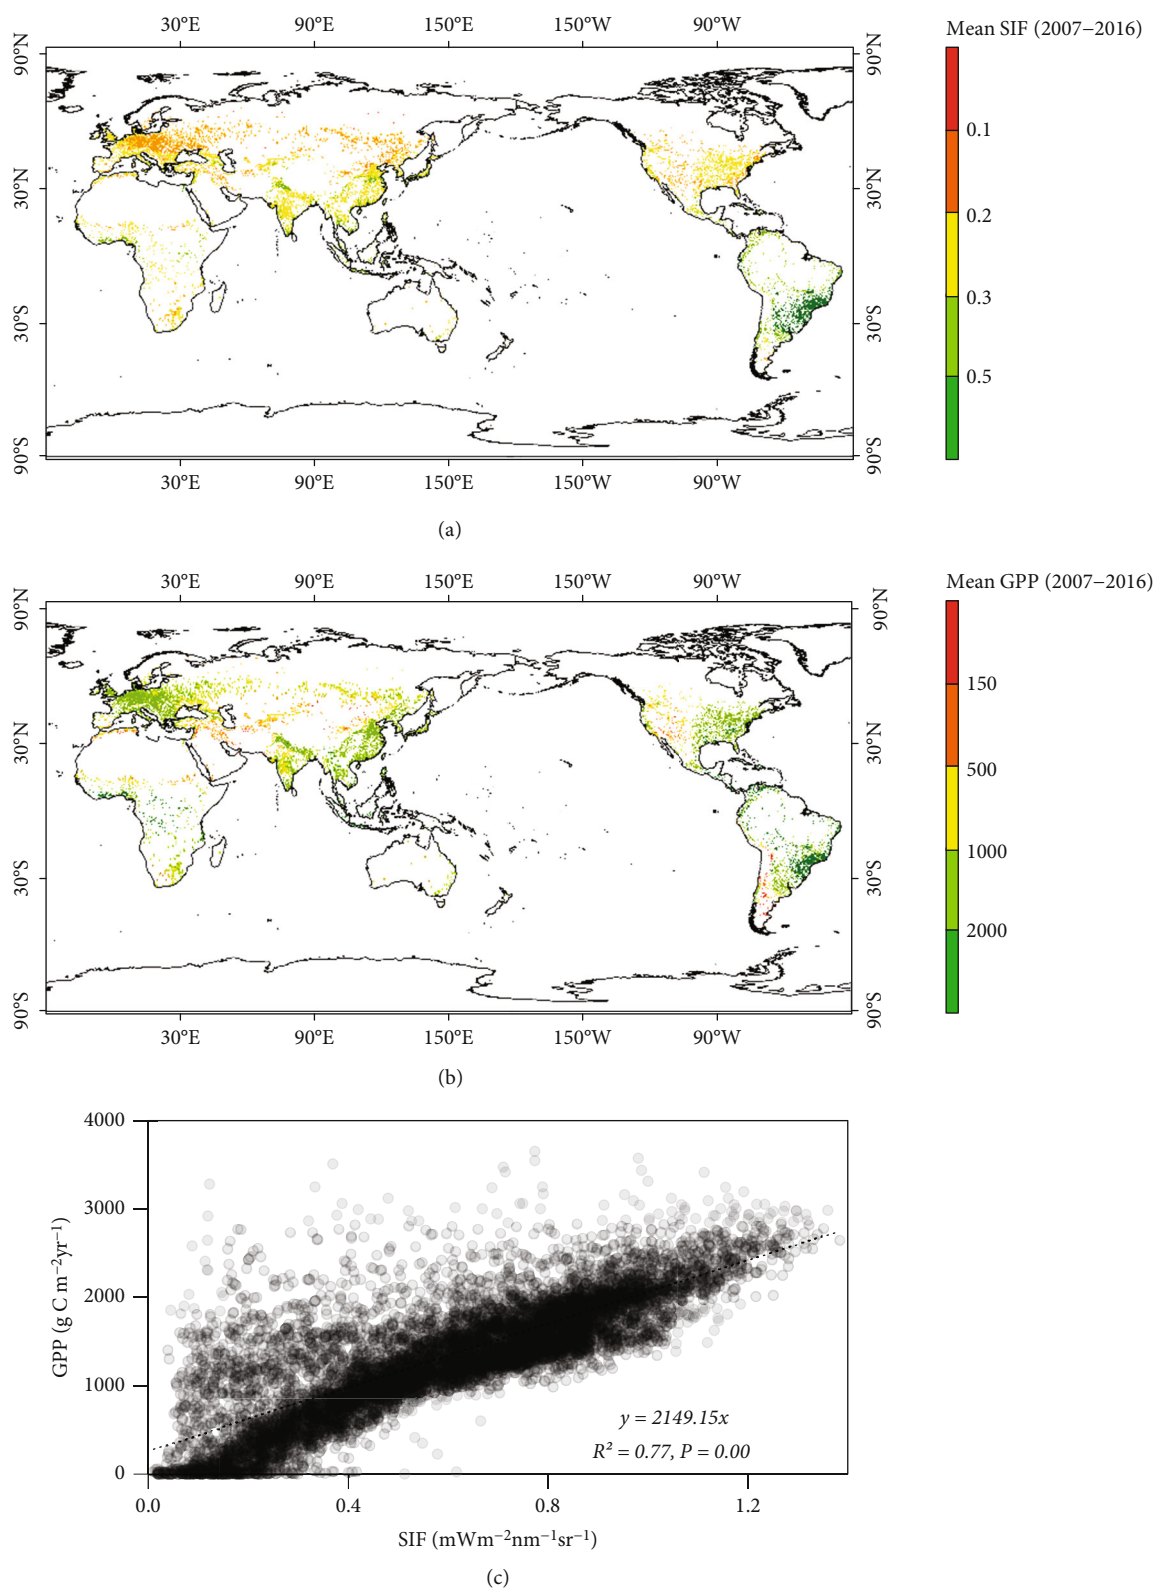 30°E 90°E 150°E 150°W 90°W
Mean SIF (2007–2016)
90°N 90°N
0.1
30°N 30°N
0.2
0.3
30°S 30°S
0.5
90°S 90°S
30°E 90°E 150°E 150°W 90°W
(a)
30°E 90°E 150°E 150°W 90°W
Mean GPP (2007–2016)
90°N 90°N
150
30°N 30°N
500
1000
30°S 30°S
2000
90°S 90°S
30°E 90°E 150°E 150°W 90°W
(b)
4000
3000
2000
1000
0
GPP (g C m−2yr−1)
y = 2149.15x
R² = 0.77, P = 0.00
0.0 0.4 0.8 1.2
SIF (mWm−2nm−1sr−1)
(c)